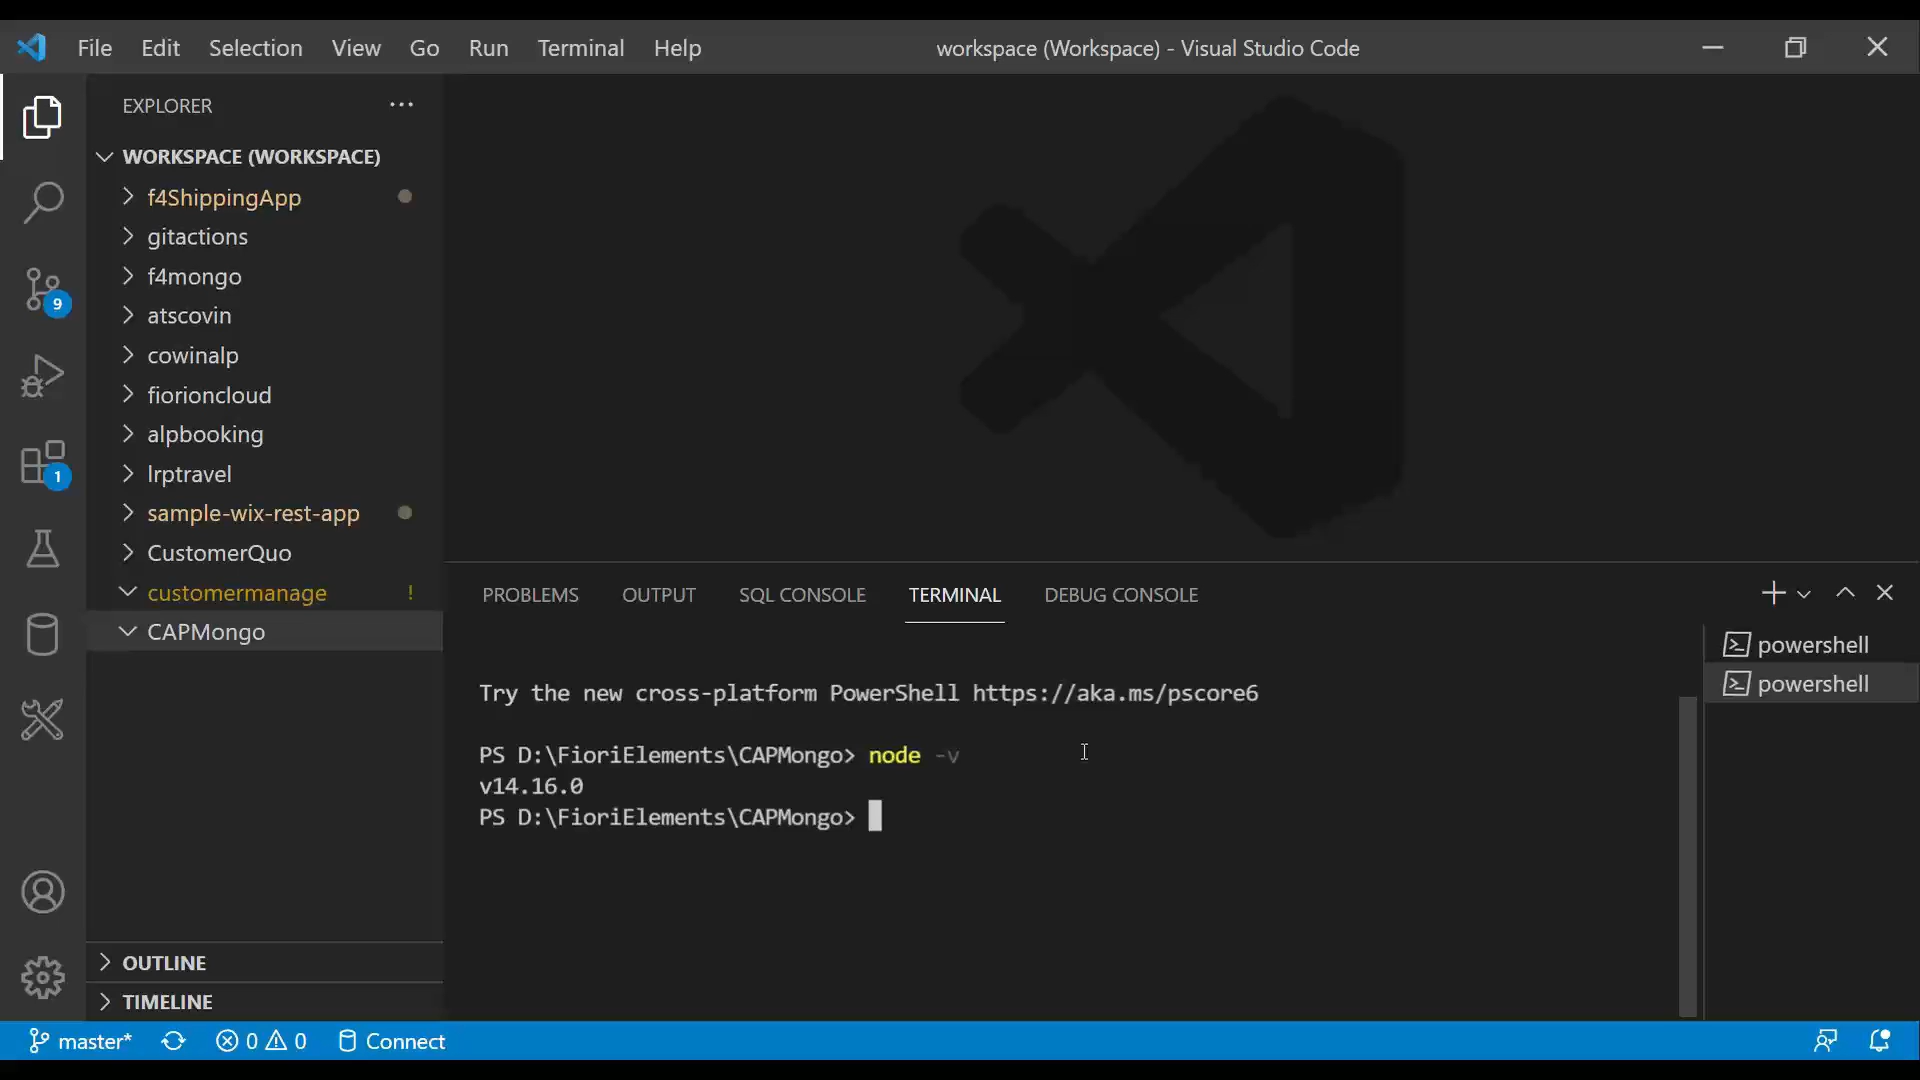 File Edit Selection View Go Run Terminal Help
workspace (Workspace) - Visual Studio Code
EXPLORER
WORKSPACE (WORKSPACE)
f4ShippingApp
gitactions
f4mongo
9
atscovin
cowinalp
fiorioncloud
alpbooking
lrptravel
1
sample-wix-rest-app
CustomerQuo
customermanage !
CAPMongo
OUTLINE
TIMELINE
PROBLEMS OUTPUT SQL CONSOLE TERMINAL DEBUG CONSOLE
powershell
powershell
Try the new cross-platform PowerShell https://aka.ms/pscore6
PS D:\FioriElements\CAPMongo> node -v
v14.16.0
PS D:\FioriElements\CAPMongo>
master* 0 0 Connect